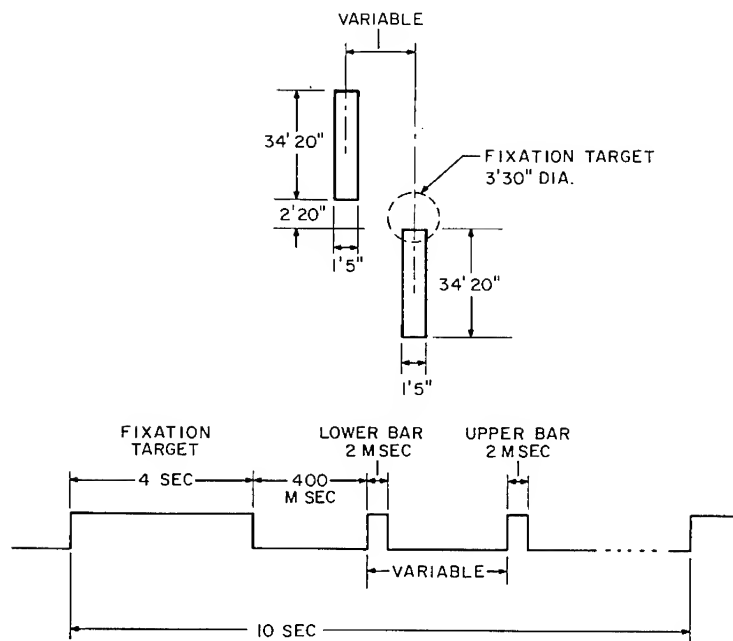 VARIABLE
34' 20"
FIXATION TARGET
3'30" DIA.
2'20"
1'5"
34' 20"
1'5"
FIXATION
TARGET
LOWER BAR
2 M SEC
UPPER BAR
2 M SEC
4 SEC
400
M SEC
VARIABLE
10 SEC